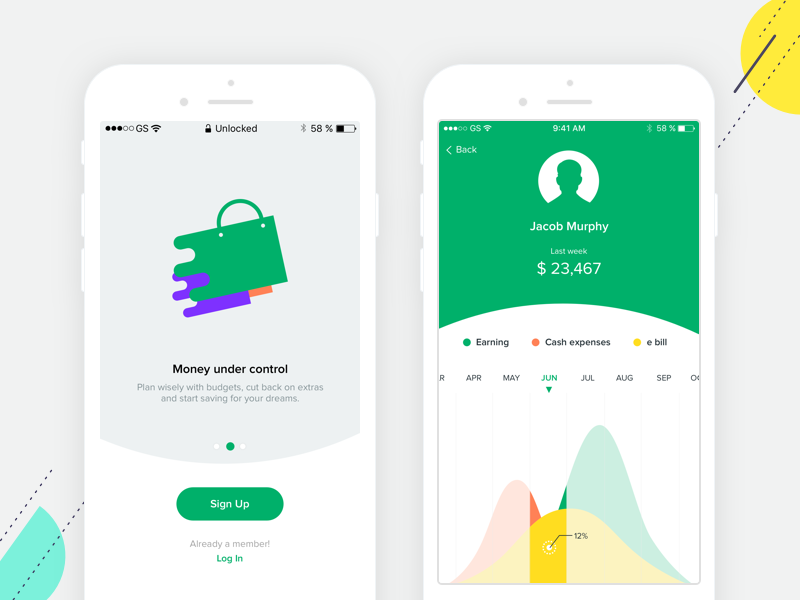 GS Unlocked 58 %
Money under control
Plan wisely with budgets, cut back on extras
and start saving for your dreams.
Sign Up
Already a member!
Log In
GS 9:41 AM 58 %
Back
Jacob Murphy
Last week
$ 23,467
Earning Cash expenses e bill
R APR MAY JUN JUL AUG SEP OC
12%